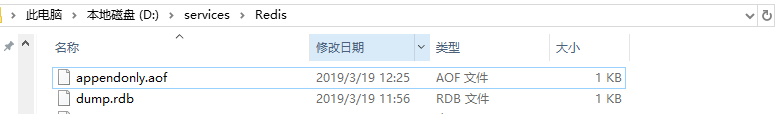 此电脑 > 本地磁盘 (D:) > services > Redis
名称 修改日期 类型 大小
appendonly.aof 2019/3/19 12:25 AOF 文件 1 KB
dump.rdb 2019/3/19 11:56 RDB 文件 1 KB